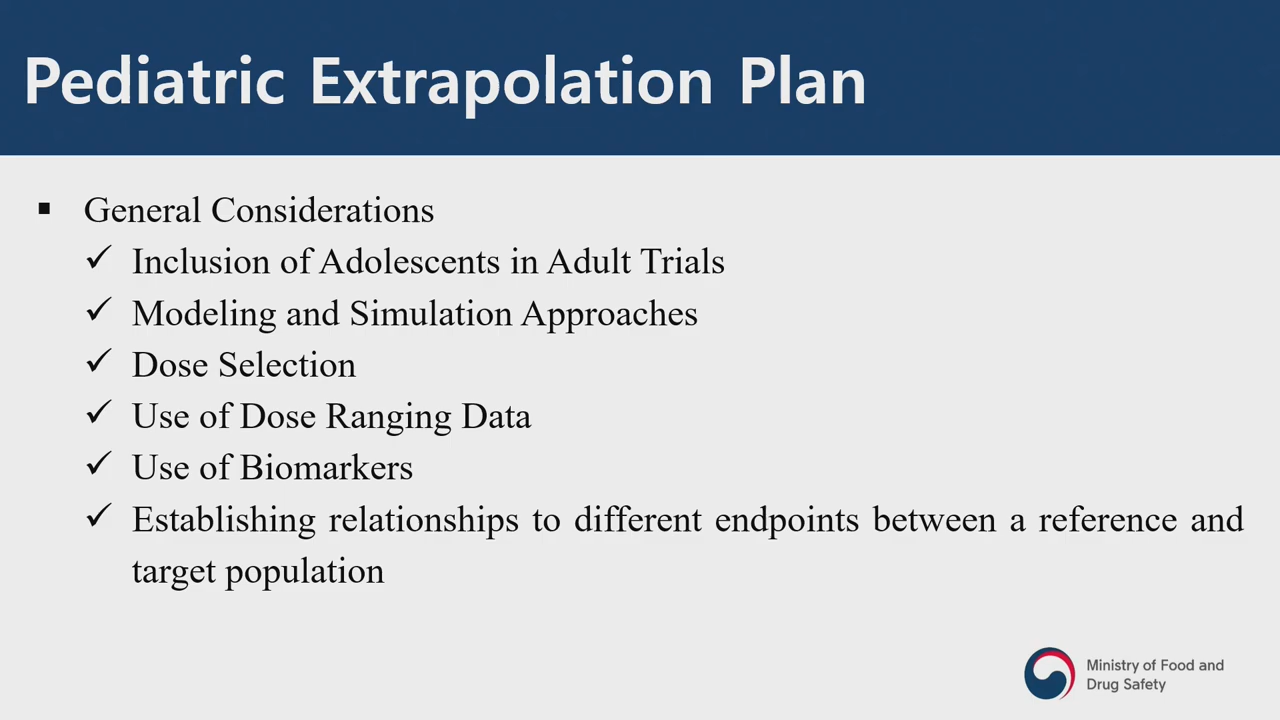 Pediatric Extrapolation Plan
▪ General Considerations
✓ Inclusion of Adolescents in Adult Trials
✓ Modeling and Simulation Approaches
✓ Dose Selection
✓ Use of Dose Ranging Data
✓ Use of Biomarkers
✓ Establishing relationships to different endpoints between a reference and
target population
Ministry of Food and
Drug Safety